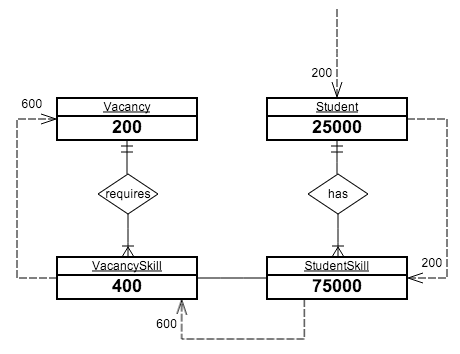 200
600
Vacancy
200
Student
25000
requires
has
VacancySkill
400
StudentSkill
75000
200
600